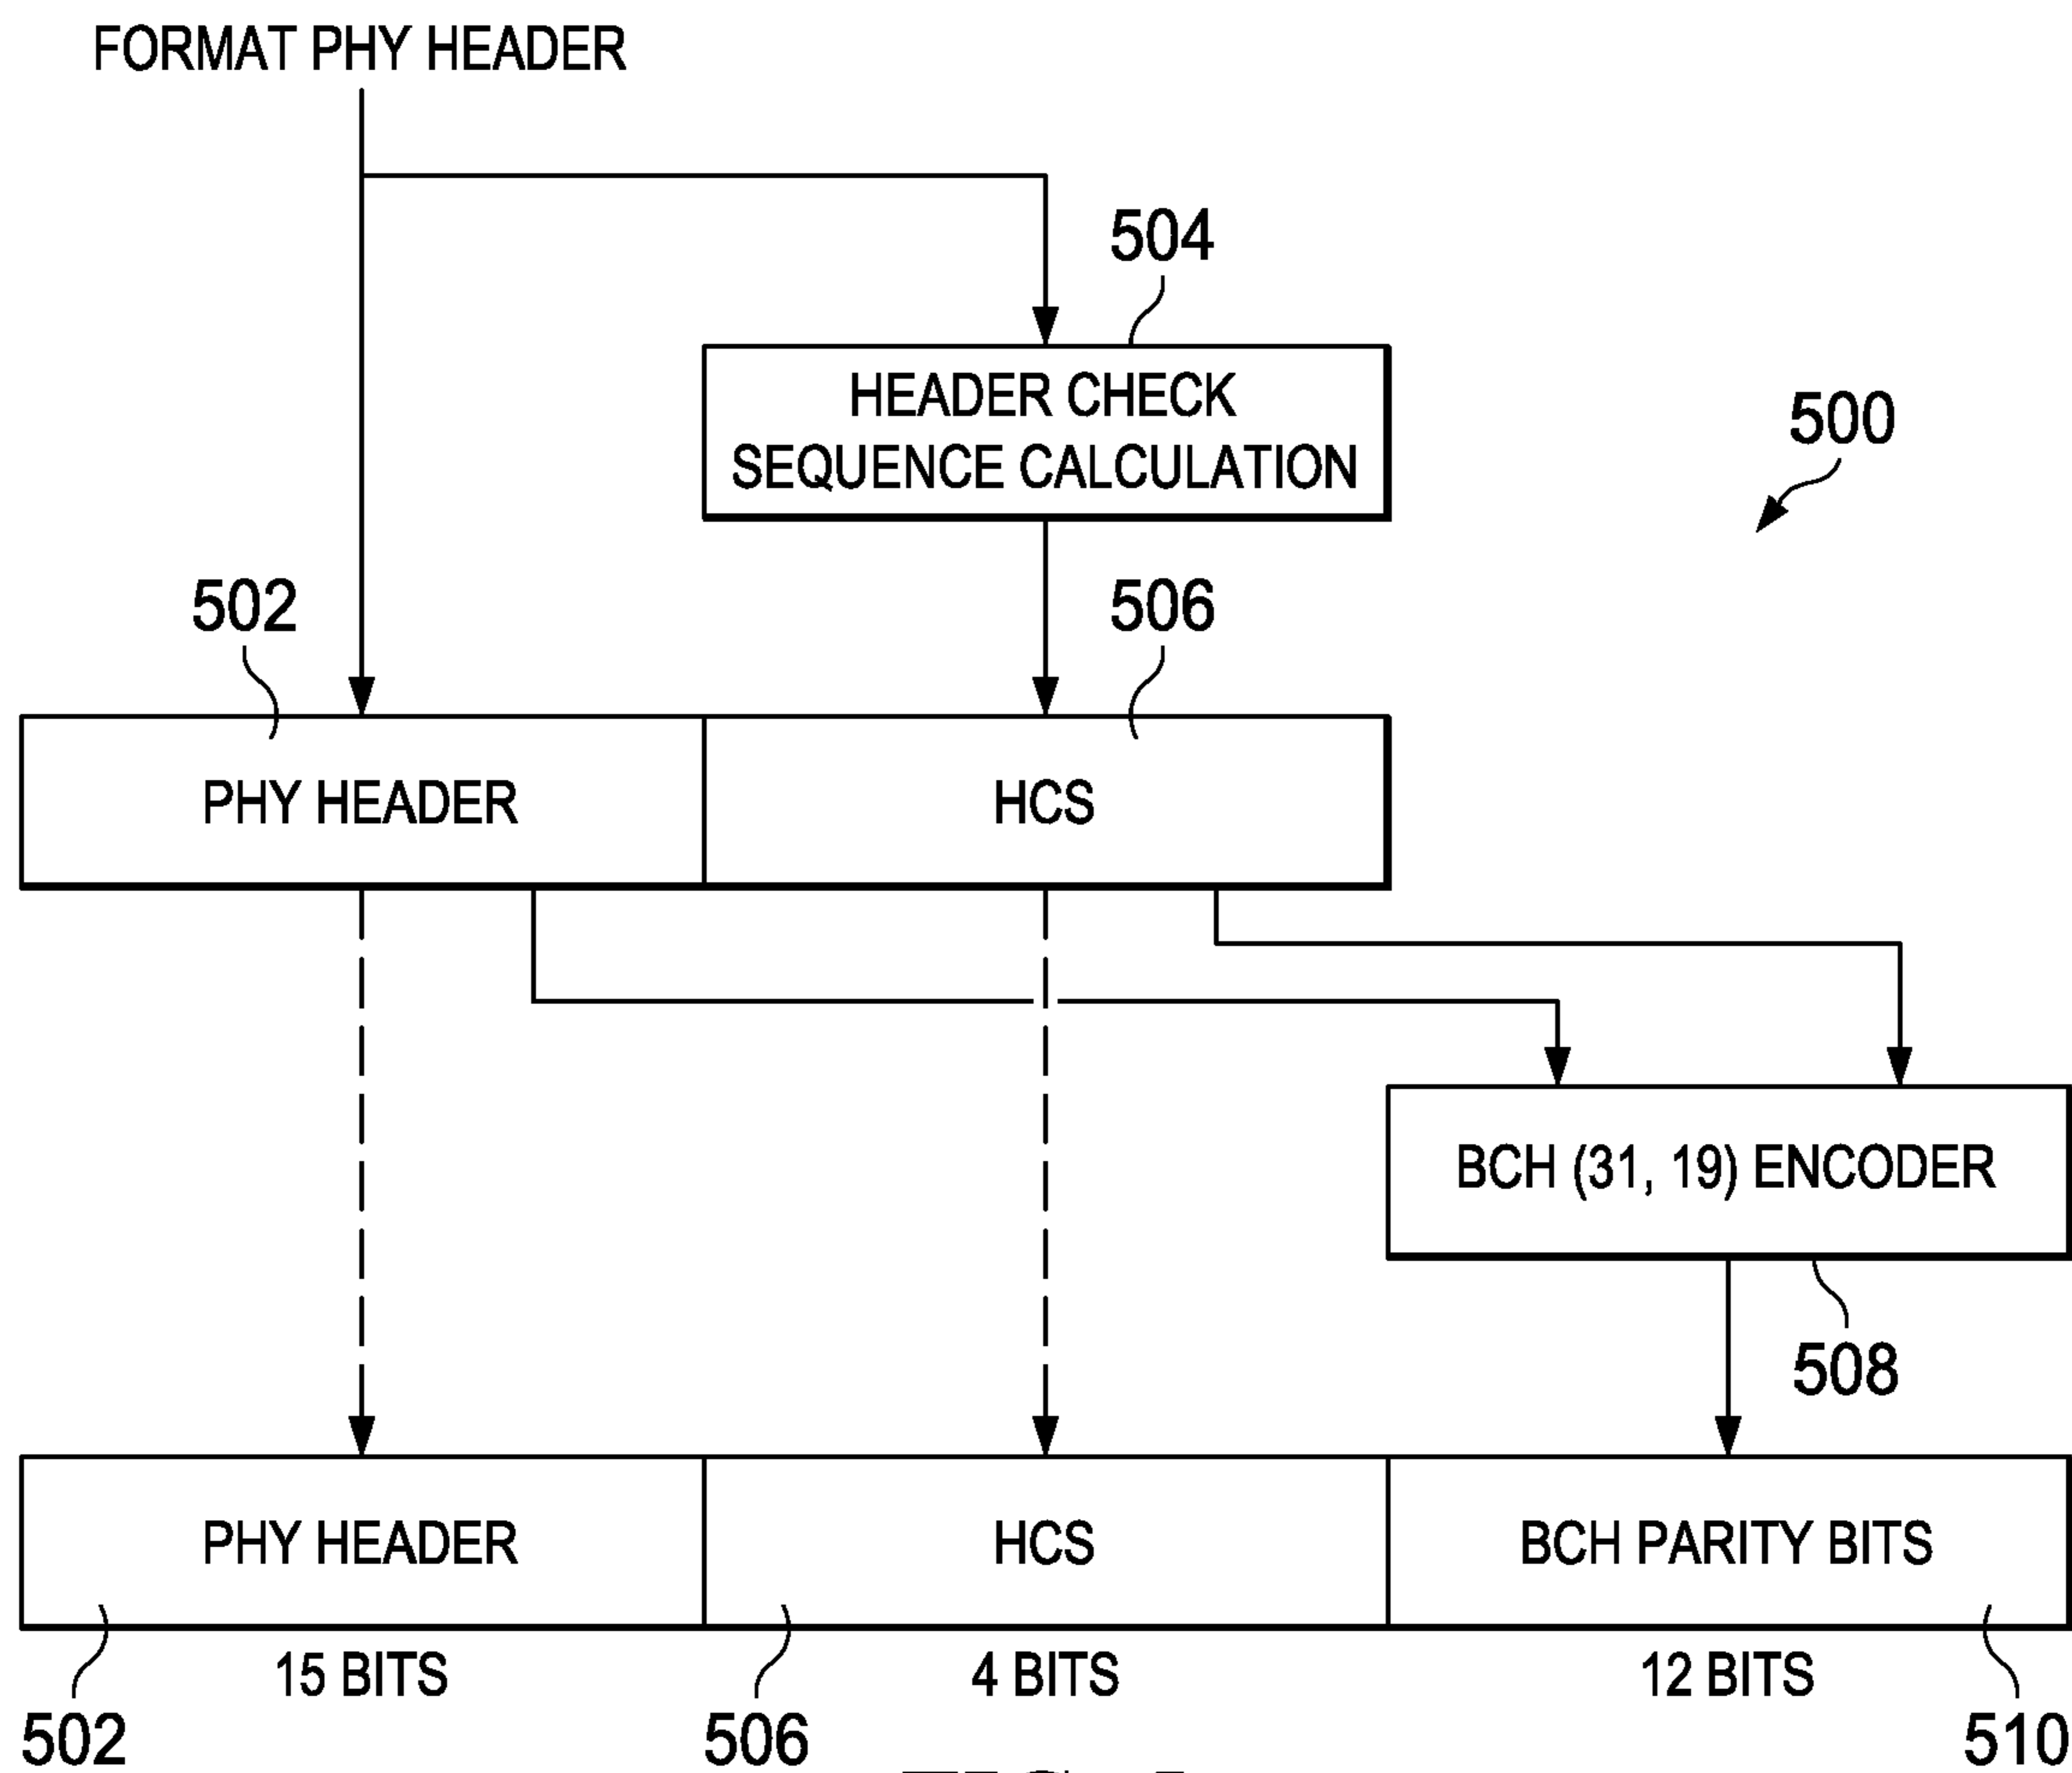 FORMAT PHY HEADER
504
HEADER CHECK
SEQUENCE CALCULATION
500
502
506
PHY HEADER
HCS
BCH (31, 19) ENCODER
508
PHY HEADER
HCS
BCH PARITY BITS
15 BITS
4 BITS
12 BITS
502
506
510